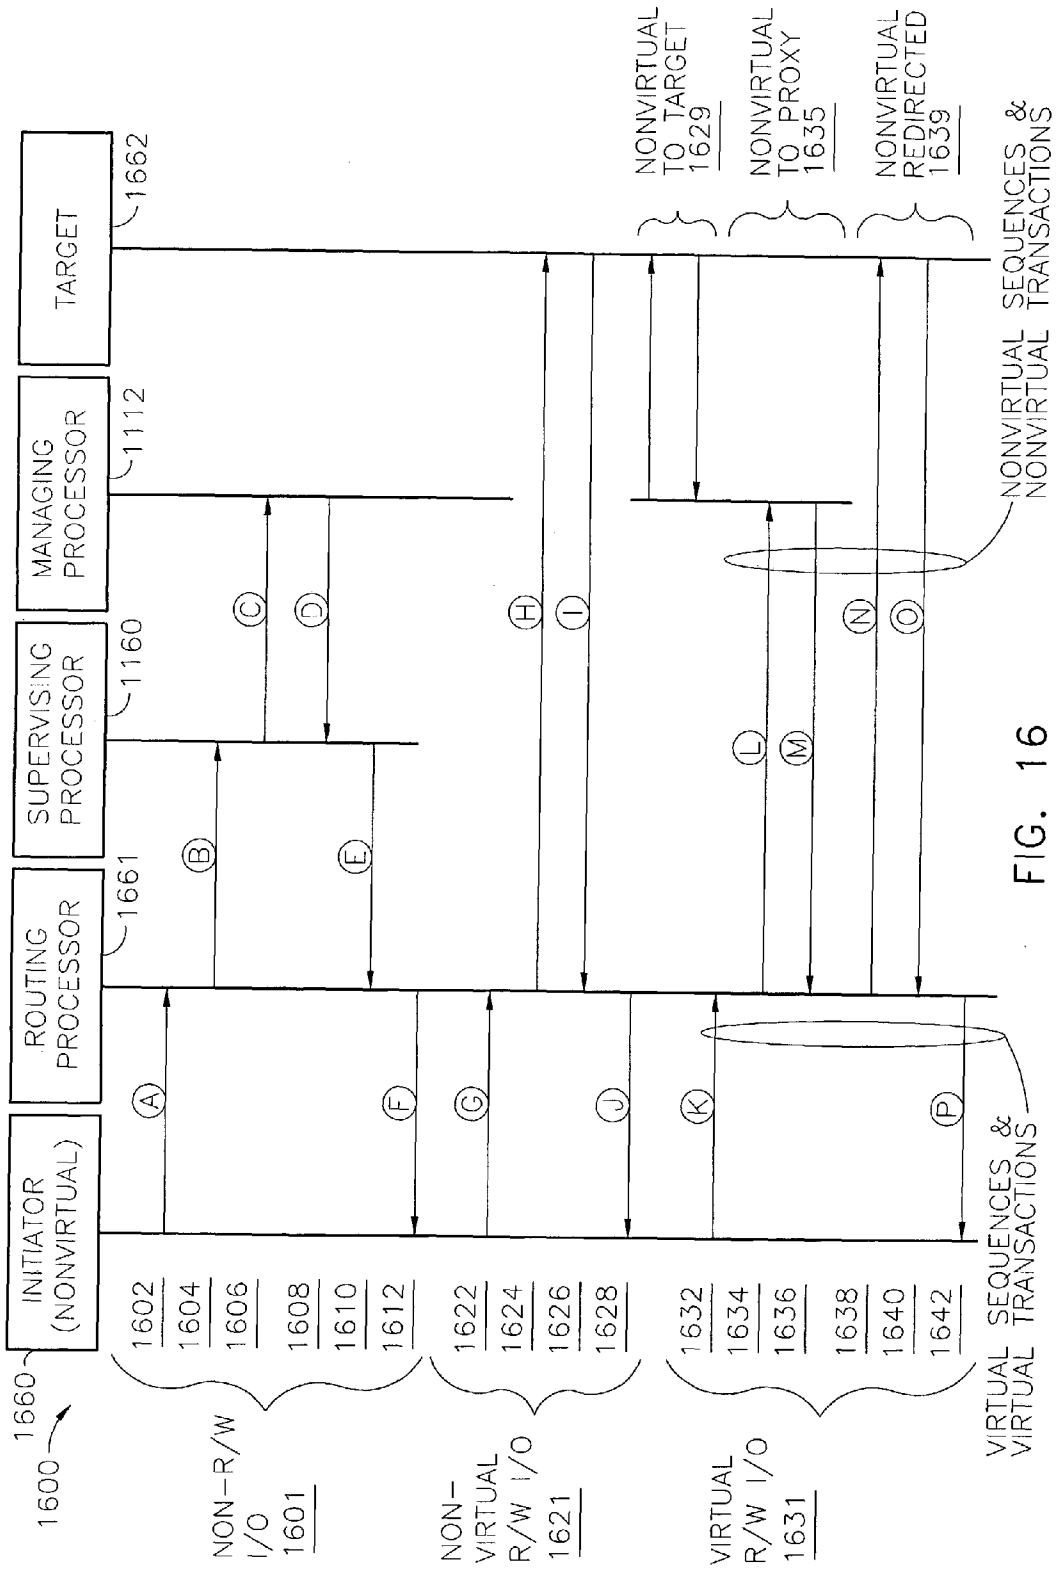 1600
1660
INITIATOR
(NONVIRTUAL)
ROUTING
PROCESSOR
1661
SUPERVISING
PROCESSOR
1160
MANAGING
PROCESSOR
1112
TARGET
1662
NON-R/W
I/O
1601
1602
1604
1606
1608
1610
1612
A
B
C
D
E
F
NON-
VIRTUAL
R/W I/O
1621
1622
1624
1626
1628
G
H
I
J
VIRTUAL
R/W I/O
1631
1632
1634
1636
1638
1640
1642
K
L
M
N
O
P
NONVIRTUAL
TO TARGET
1629
NONVIRTUAL
TO PROXY
1635
NONVIRTUAL
REDIRECTED
1639
VIRTUAL SEQUENCES &
VIRTUAL TRANSACTIONS
NONVIRTUAL SEQUENCES &
NONVIRTUAL TRANSACTIONS
FIG. 16